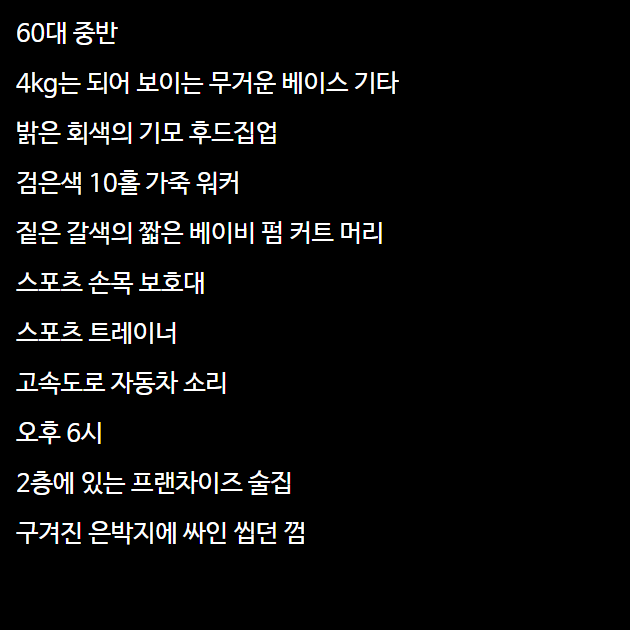 60대 중반
4kg는 되어 보이는 무거운 베이스 기타
밝은 회색의 기모 후드집업
검은색 10홀 가죽 워커
짙은 갈색의 짧은 베이비 펌 커트 머리
스포츠 손목 보호대
스포츠 트레이너
고속도로 자동차 소리
오후 6시
2층에 있는 프랜차이즈 술집
구겨진 은박지에 싸인 씹던 껌